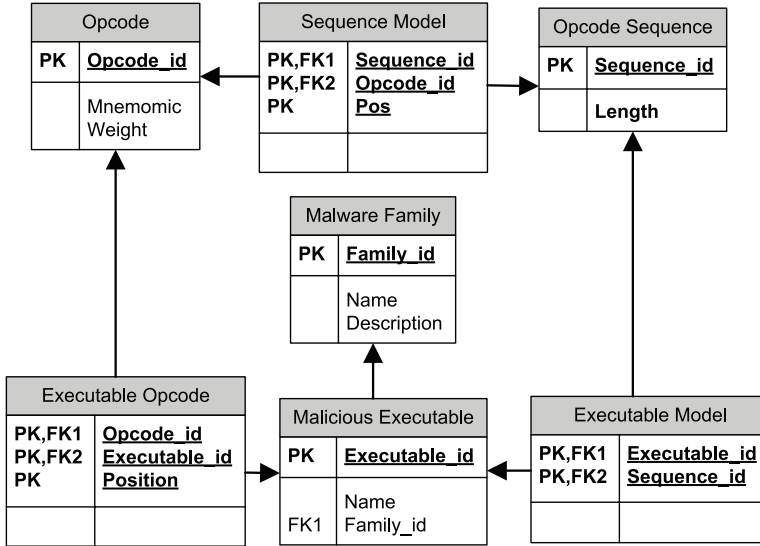 Opcode
PK Opcode_id
Mnemomic
Weight
Sequence Model
PK,FK1 Sequence_id
PK,FK2 Opcode_id
PK Pos
Opcode Sequence
PK Sequence_id
Length
Malware Family
PK Family_id
Name
Description
Executable Opcode
PK,FK1 Opcode_id
PK,FK2 Executable_id
PK Position
Malicious Executable
PK Executable_id
Name
FK1 Family_id
Executable Model
PK,FK1 Executable_id
PK,FK2 Sequence_id